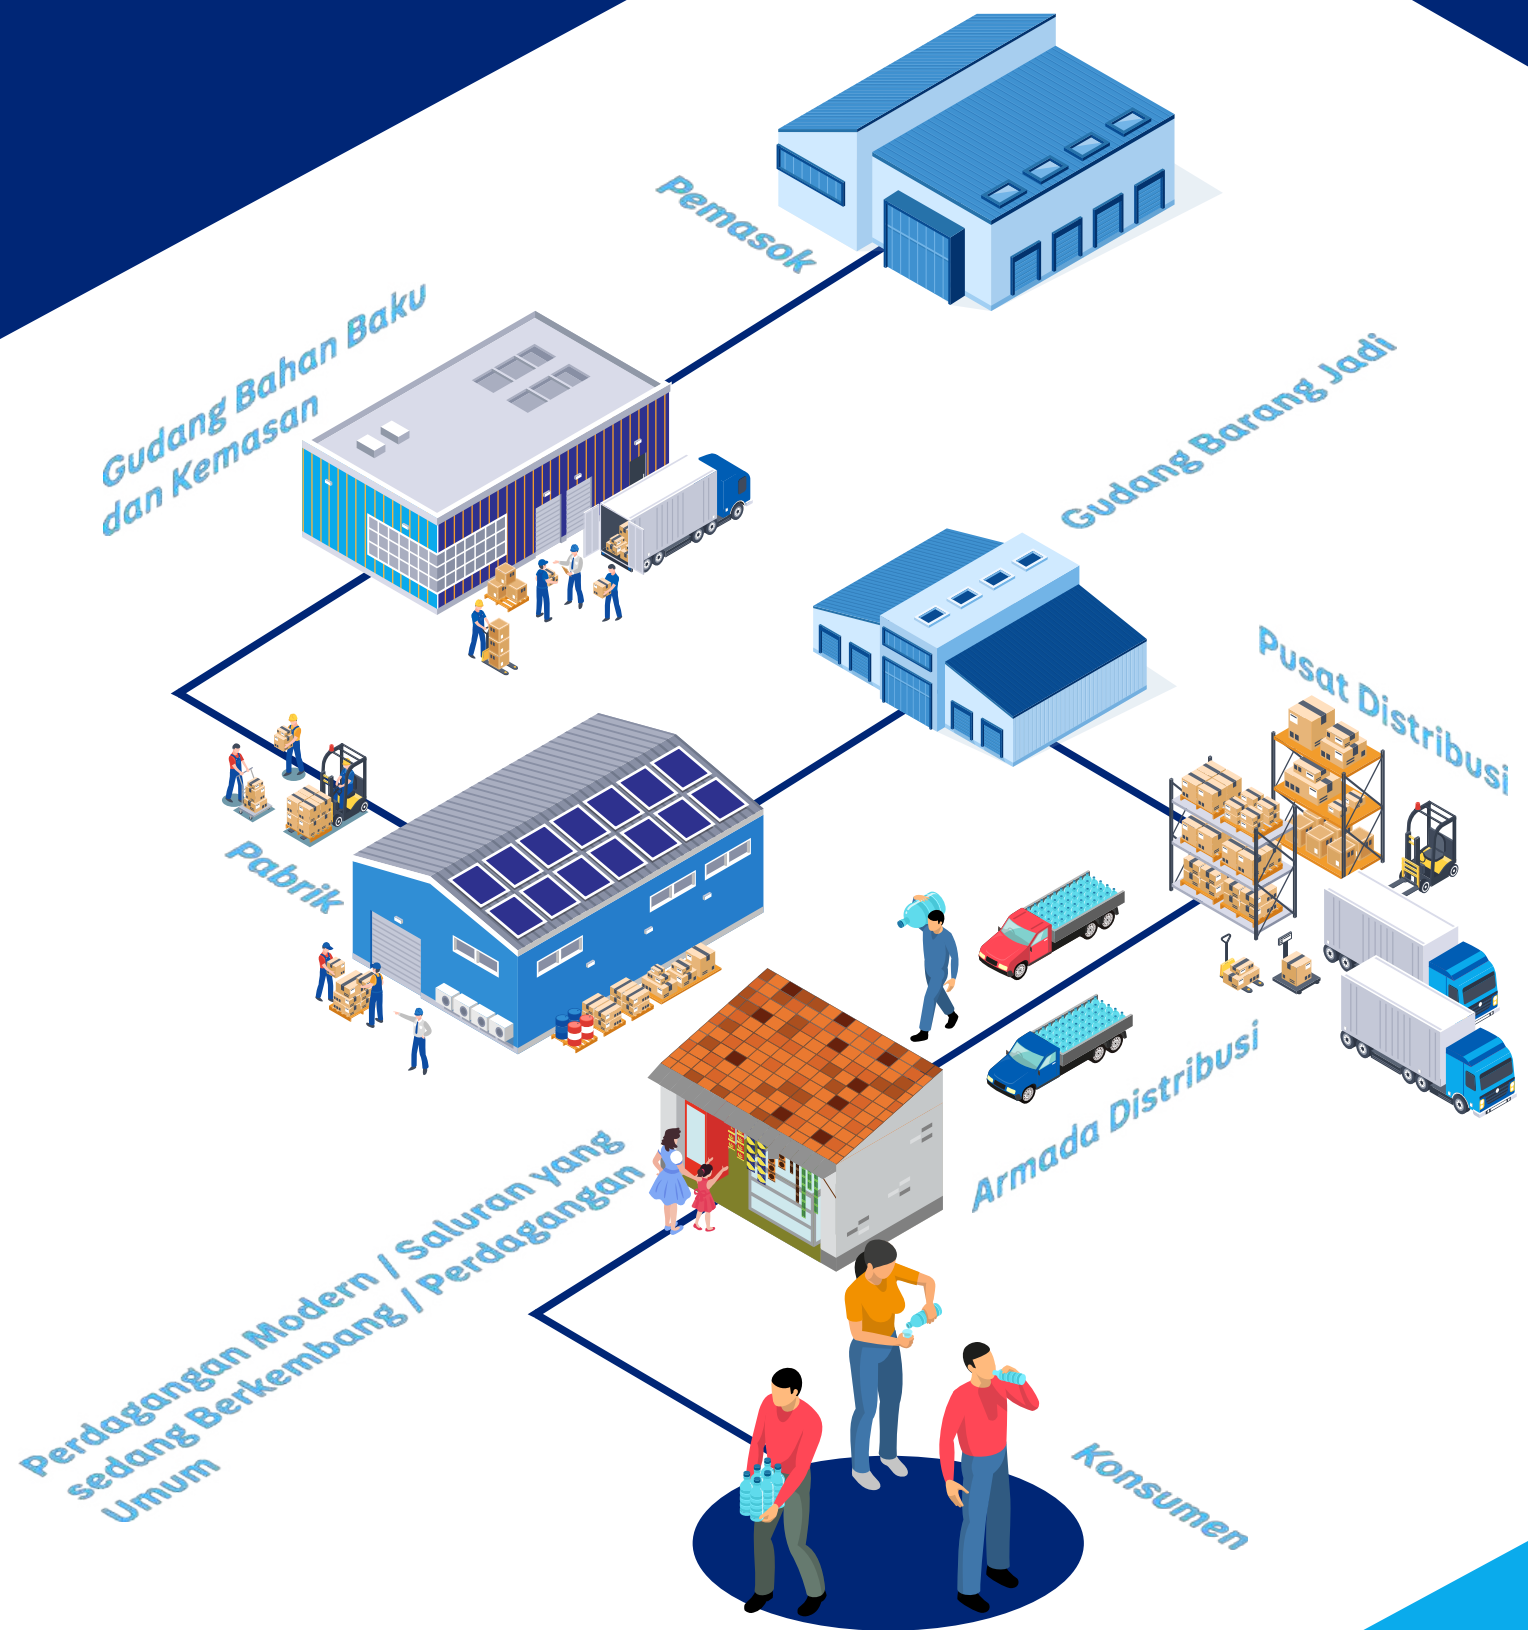 Pemasok
Gudang Bahan Baku
dan Kemasan
Gudang Barang Jadi
Pusat Distribusi
Pabrik
Armada Distribusi
Perdagangan Modern / Saluran yang
sedang Berkembang / Perdagangan
Umum
Konsumen